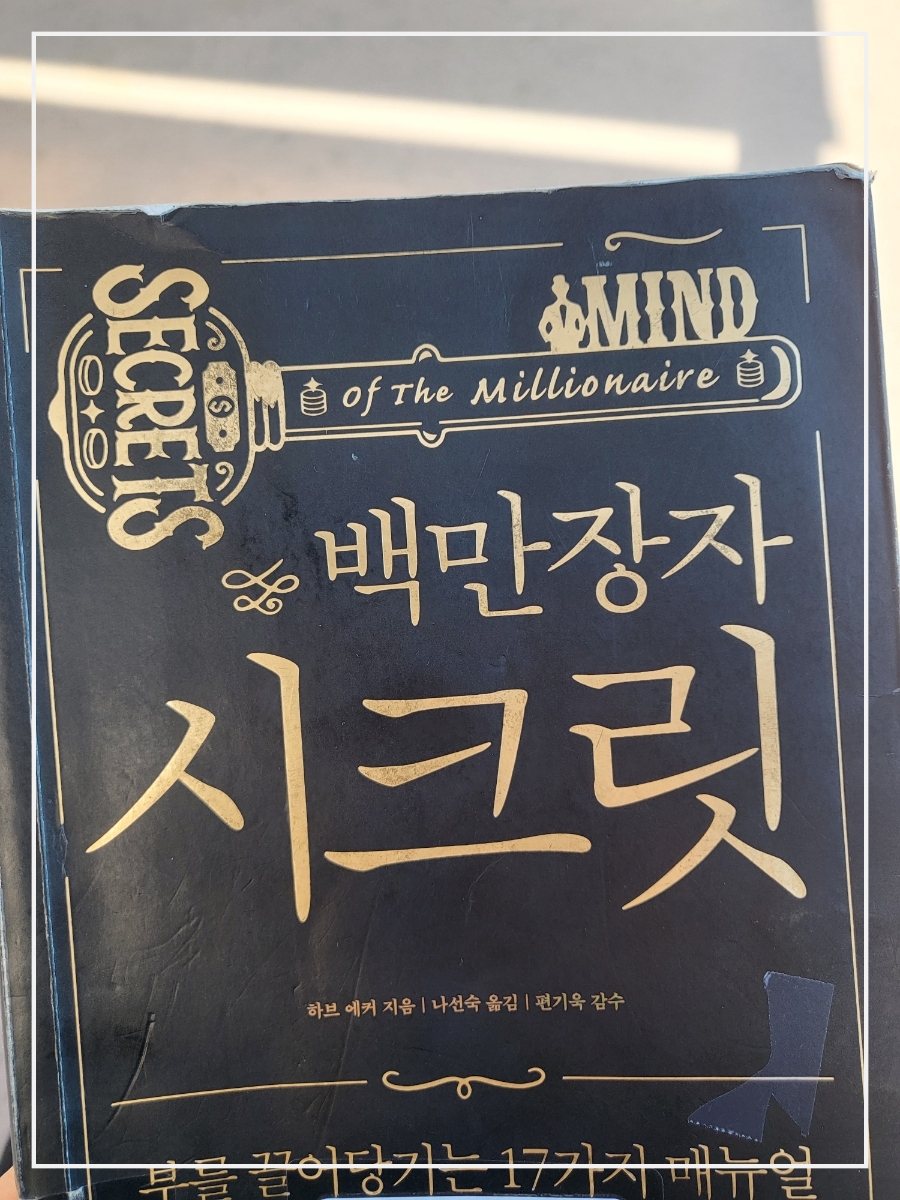 SECRETS
MIND
Of The Millionaire
백만장자
시크릿
하브 에커 지음 | 나선숙 옮김 | 편기욱 감수
부를 끌어당기는 17가지 매뉴얼